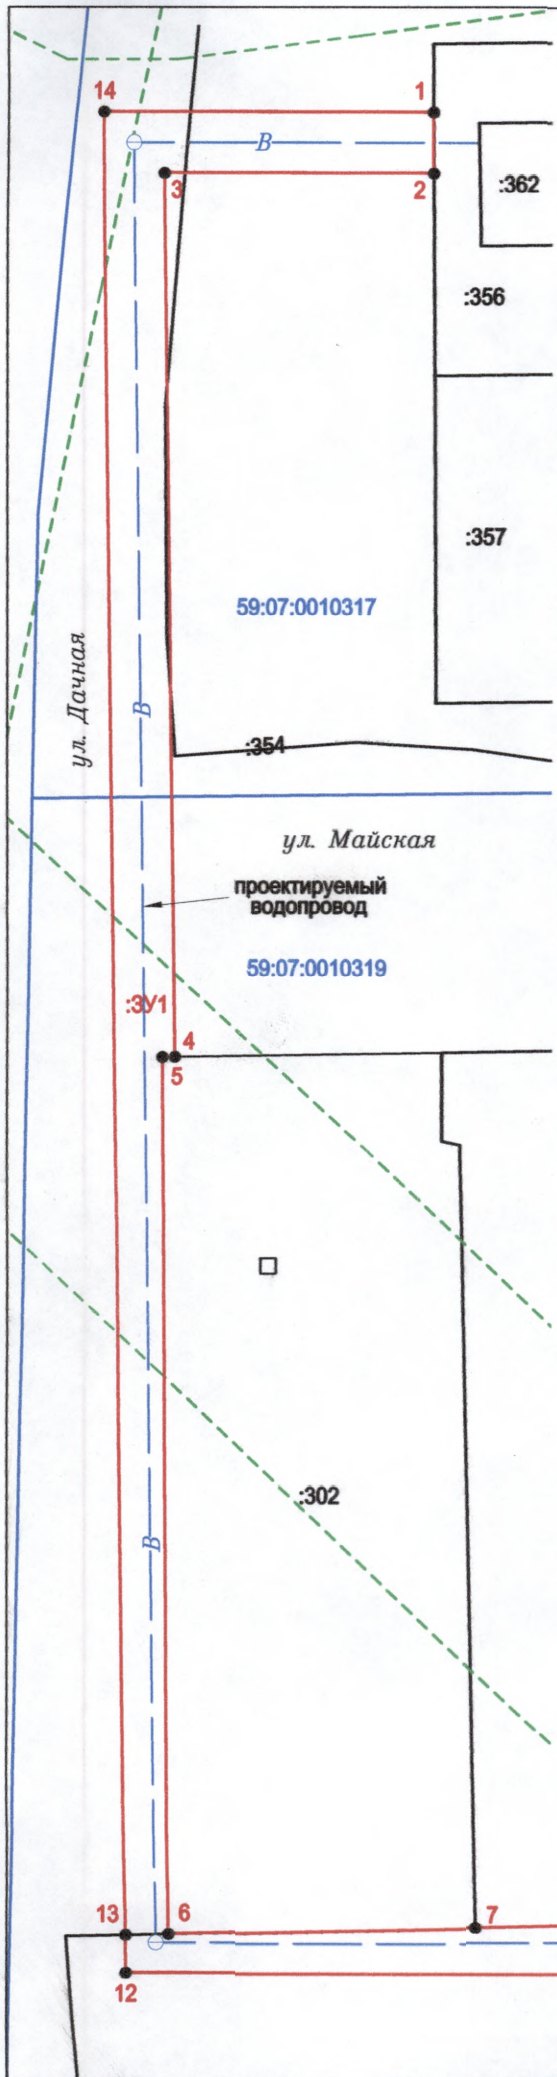 14
1
В
3
2
:362
:356
:357
59:07:0010317
ул. Дачная
В
:354
ул. Майская
проектируемый
водопровод
59:07:0010319
:ЗУ1
4
5
:302
В
13
6
7
12